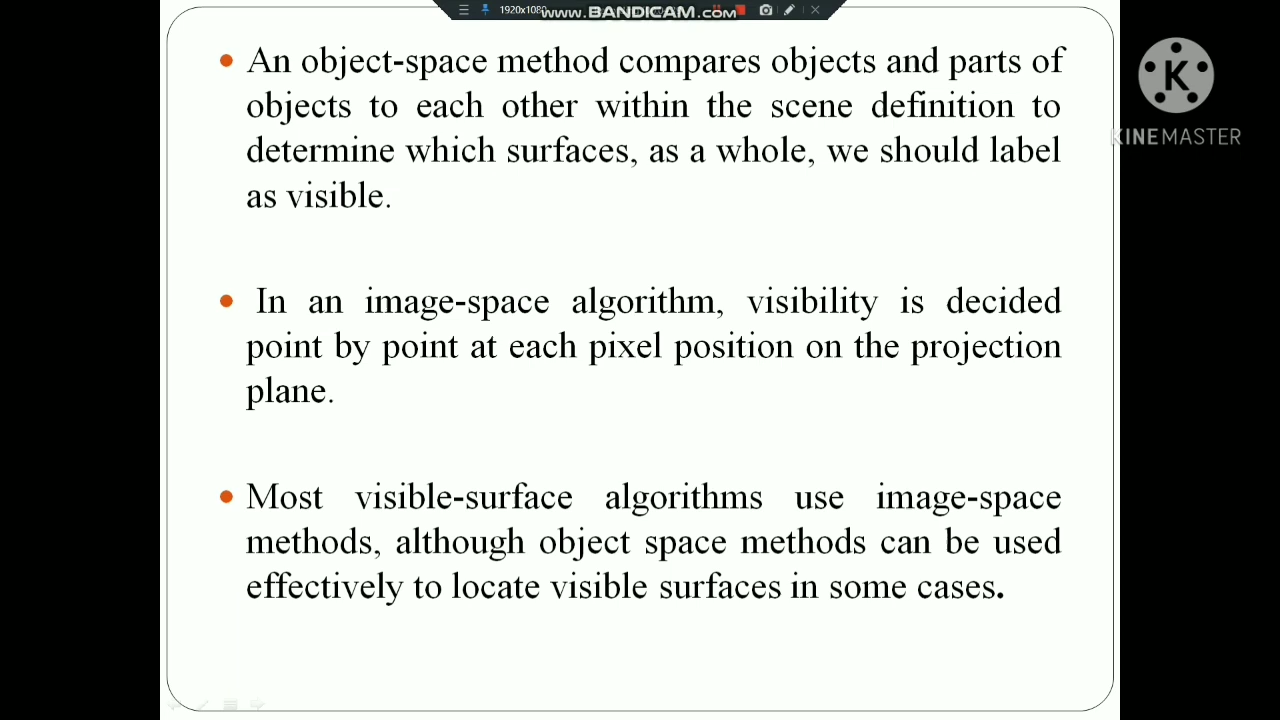 1920x1080
www.BANDICAM.com
K
KINEMASTER
• An object-space method compares objects and parts of
objects to each other within the scene definition to
determine which surfaces, as a whole, we should label
as visible.
• In an image-space algorithm, visibility is decided
point by point at each pixel position on the projection
plane.
• Most visible-surface algorithms use image-space
methods, although object space methods can be used
effectively to locate visible surfaces in some cases.